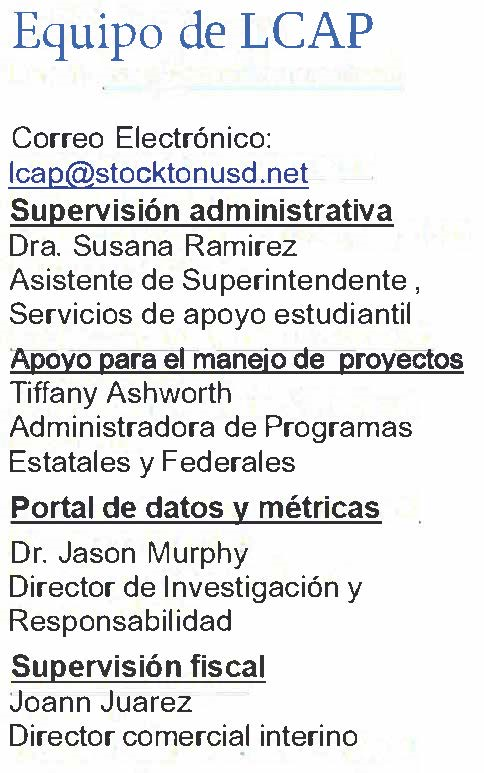 Equipo de LCAP
Correo Electrónico:
lcap@stocktonusd.net
Supervisión administrativa
Dra. Susana Ramirez
Asistente de Superintendente ,
Servicios de apoyo estudiantil
Apoyo para el manejo de proyectos
Tiffany Ashworth
Administradora de Programas
Estatales y Federales
Portal de datos y métricas
Dr. Jason Murphy
Director de Investigación y
Responsabilidad
Supervisión fiscal
Joann Juarez
Director comercial interino